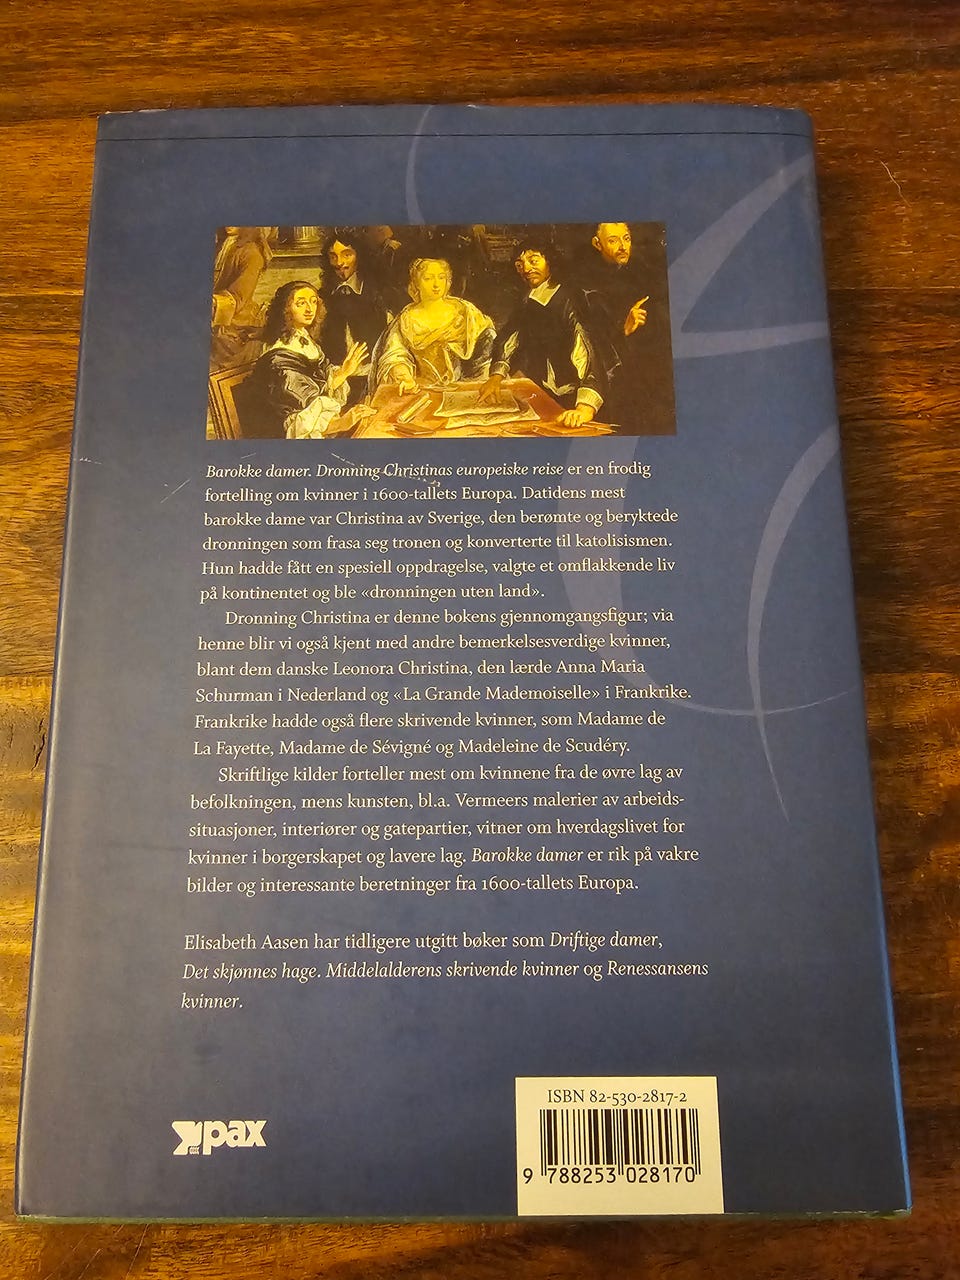 Barokke damer. Dronning Christinas europeiske reise er en frodig
fortelling om kvinner i 1600-tallets Europa. Datidens mest
barokke dame var Christina av Sverige, den berømte og beryktede
dronningen som frasa seg tronen og konverterte til katolisismen.
Hun hadde fått en spesiell oppdragelse, valgte et omflakkende liv
på kontinentet og ble «dronningen uten land».
Dronning Christina er denne bokens gjennomgangsfigur; via
henne blir vi også kjent med andre bemerkelsesverdige kvinner,
blant dem danske Leonora Christina, den lærde Anna Maria
Schurman i Nederland og «La Grande Mademoiselle» i Frankrike.
Frankrike hadde også flere skrivende kvinner, som Madame de
La Fayette, Madame de Sévigné og Madeleine de Scudéry.
Skriftlige kilder forteller mest om kvinnene fra de øvre lag av
befolkningen, mens kunsten, bl.a. Vermeers malerier av arbeids-
situasjoner, interiører og gatepartier, vitner om hverdagslivet for
kvinner i borgerskapet og lavere lag. Barokke damer er rik på vakre
bilder og interessante beretninger fra 1600-tallets Europa.
Elisabeth Aasen har tidligere utgitt bøker som Driftige damer,
Det skjønnes hage. Middelalderens skrivende kvinner og Renessansens
kvinner.
pax
ISBN 82-530-2817-2
9 788253 028170